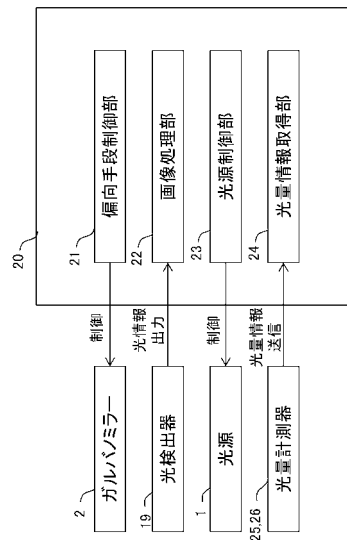 20
21
偏向手段制御部
22
画像処理部
23
光源制御部
24
光量情報取得部
制御
光情報
出力
制御
光量情報
送信
2
ガルバノミラー
19
光検出器
1
光源
25,26
光量計測器